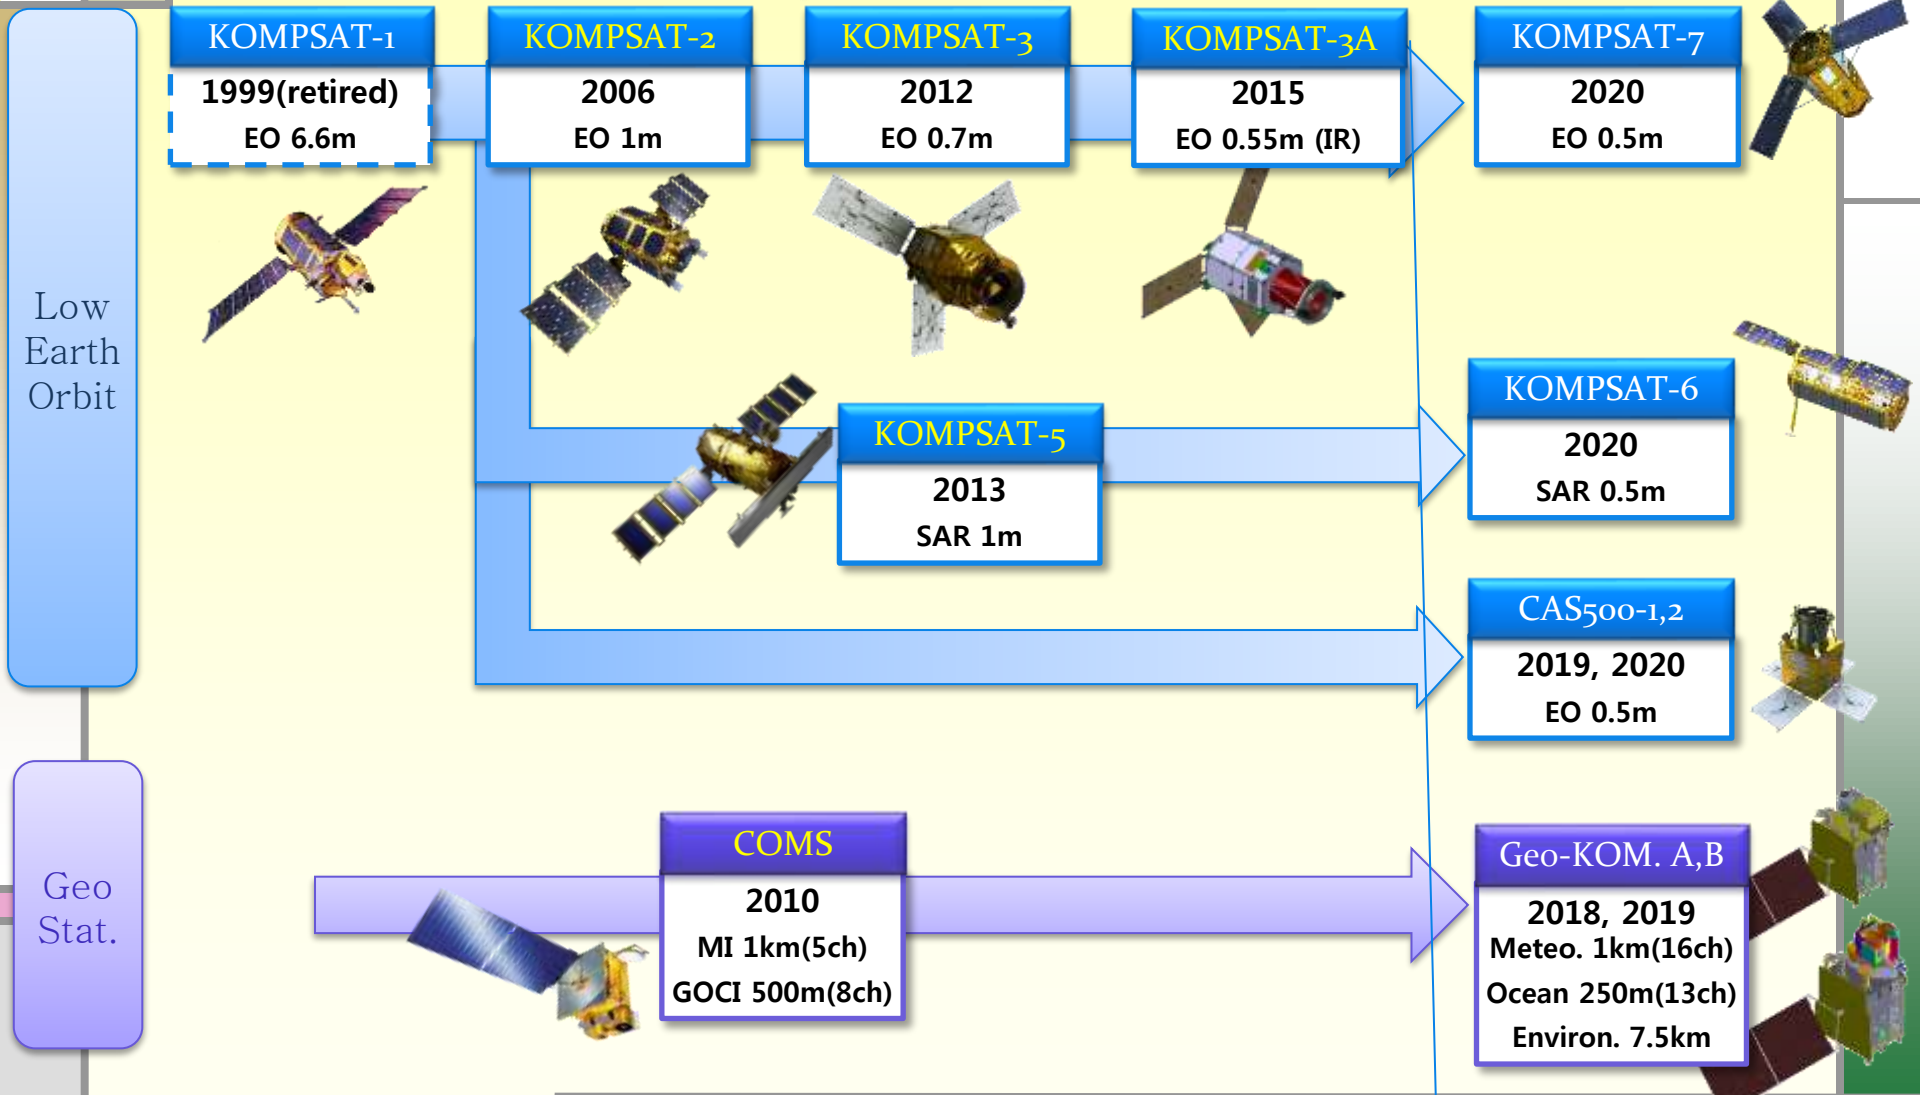 KOMPSAT-1
1999(retired)
EO 6.6m
KOMPSAT-2
2006
EO 1m
KOMPSAT-3
2012
EO 0.7m
KOMPSAT-3A
2015
EO 0.55m (IR)
KOMPSAT-7
2020
EO 0.5m
Low
Earth
Orbit
KOMPSAT-5
2013
SAR 1m
KOMPSAT-6
2020
SAR 0.5m
CAS500-1,2
2019, 2020
EO 0.5m
Geo
Stat.
COMS
2010
MI 1km(5ch)
GOCI 500m(8ch)
Geo-KOM. A,B
2018, 2019
Meteo. 1km(16ch)
Ocean 250m(13ch)
Environ. 7.5km